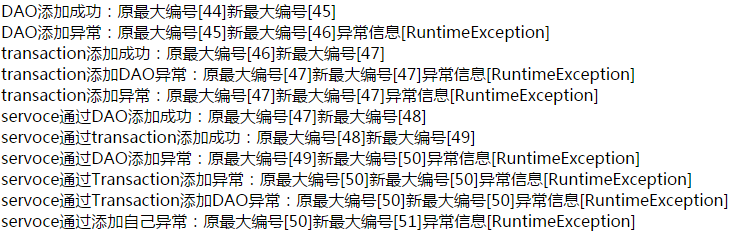 DAO添加成功：原最大编号[44]新最大编号[45]
DAO添加异常：原最大编号[45]新最大编号[46]异常信息[RuntimeException]
transaction添加成功：原最大编号[46]新最大编号[47]
transaction添加DAO异常：原最大编号[47]新最大编号[47]异常信息[RuntimeException]
transaction添加异常：原最大编号[47]新最大编号[47]异常信息[RuntimeException]
servoce通过DAO添加成功：原最大编号[47]新最大编号[48]
servoce通过transaction添加成功：原最大编号[48]新最大编号[49]
servoce通过DAO添加异常：原最大编号[49]新最大编号[50]异常信息[RuntimeException]
servoce通过Transaction添加异常：原最大编号[50]新最大编号[50]异常信息[RuntimeException]
servoce通过Transaction添加DAO异常：原最大编号[50]新最大编号[50]异常信息[RuntimeException]
servoce通过添加自己异常：原最大编号[50]新最大编号[51]异常信息[RuntimeException]